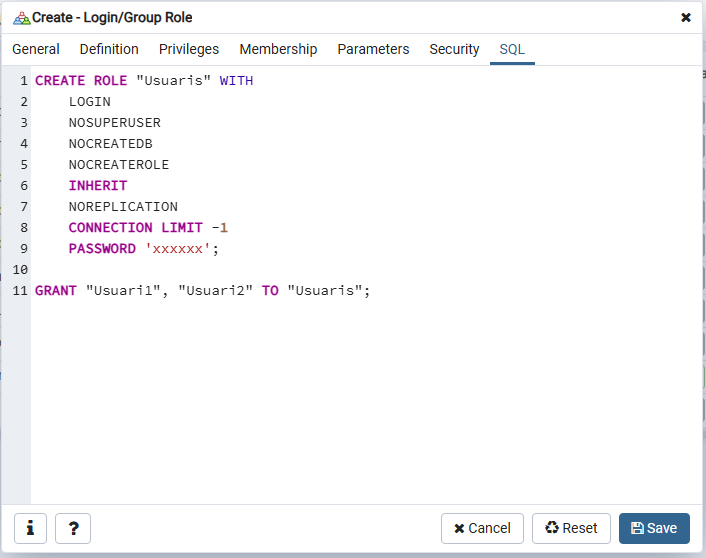 Create - Login/Group Role
General Definition Privileges Membership Parameters Security SQL
1 CREATE ROLE "Usuaris" WITH
2 LOGIN
3 NOSUPERUSER
4 NOCREATEDB
5 NOCREATEROLE
6 INHERIT
7 NOREPLICATION
8 CONNECTION LIMIT -1
9 PASSWORD 'xxxxxx';
10
11 GRANT "Usuari1", "Usuari2" TO "Usuaris";
i ? Cancel Reset Save